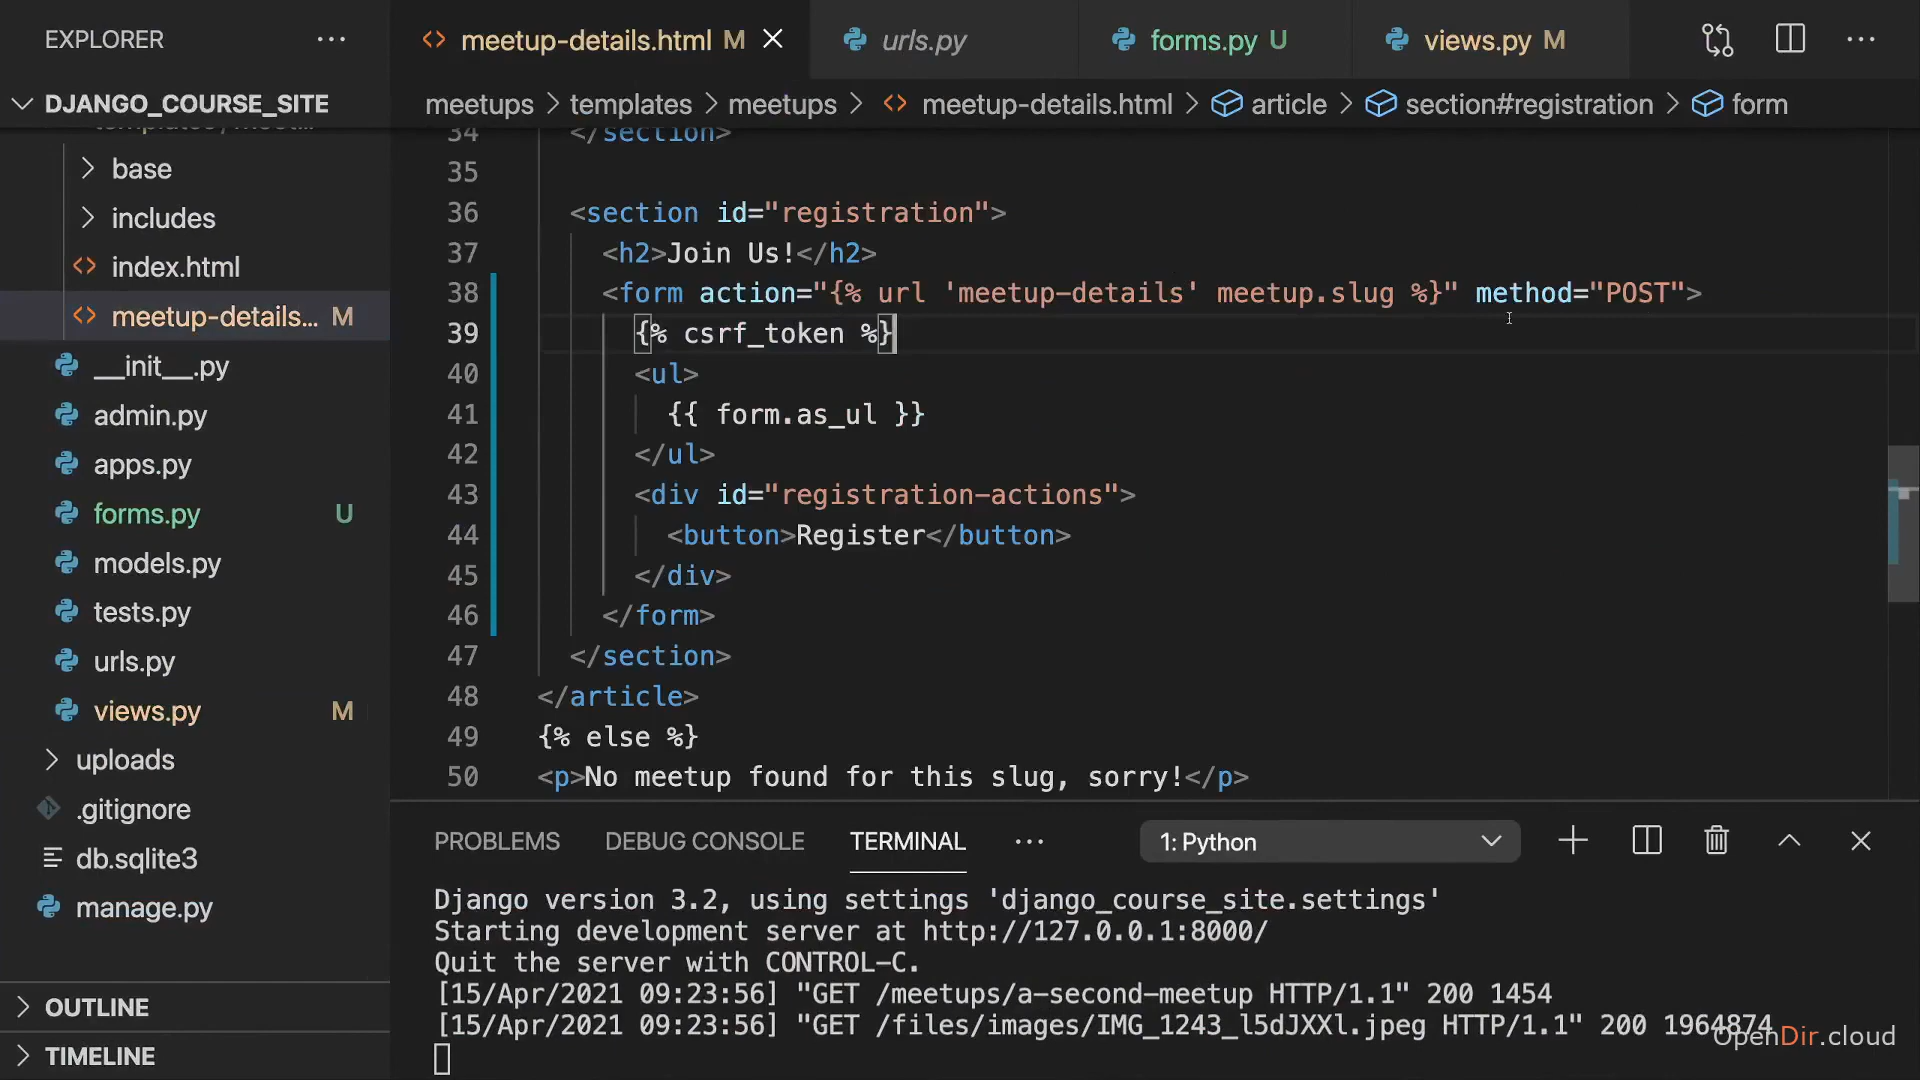 EXPLORER
meetup-details.html M
urls.py
forms.py U
views.py M
DJANGO_COURSE_SITE
meetups > templates > meetups > meetup-details.html > article > section#registration > form
base
includes
index.html
meetup-details... M
__init__.py
admin.py
apps.py
forms.py U
models.py
tests.py
urls.py
views.py M
uploads
.gitignore
db.sqlite3
manage.py
OUTLINE
TIMELINE
34 </section>
35
36 <section id="registration">
37 <h2>Join Us!</h2>
38 <form action="{% url 'meetup-details' meetup.slug %}" method="POST">
39 {% csrf_token %}
40 <ul>
41 {{ form.as_ul }}
42 </ul>
43 <div id="registration-actions">
44 <button>Register</button>
45 </div>
46 </form>
47 </section>
48 </article>
49 {% else %}
50 <p>No meetup found for this slug, sorry!</p>
PROBLEMS DEBUG CONSOLE TERMINAL 1: Python
Django version 3.2, using settings 'django_course_site.settings'
Starting development server at http://127.0.0.1:8000/
Quit the server with CONTROL-C.
[15/Apr/2021 09:23:56] "GET /meetups/a-second-meetup HTTP/1.1" 200 1454
[15/Apr/2021 09:23:56] "GET /files/images/IMG_1243_l5dJXXl.jpeg HTTP/1.1" 200 1964874
OpenDir.cloud